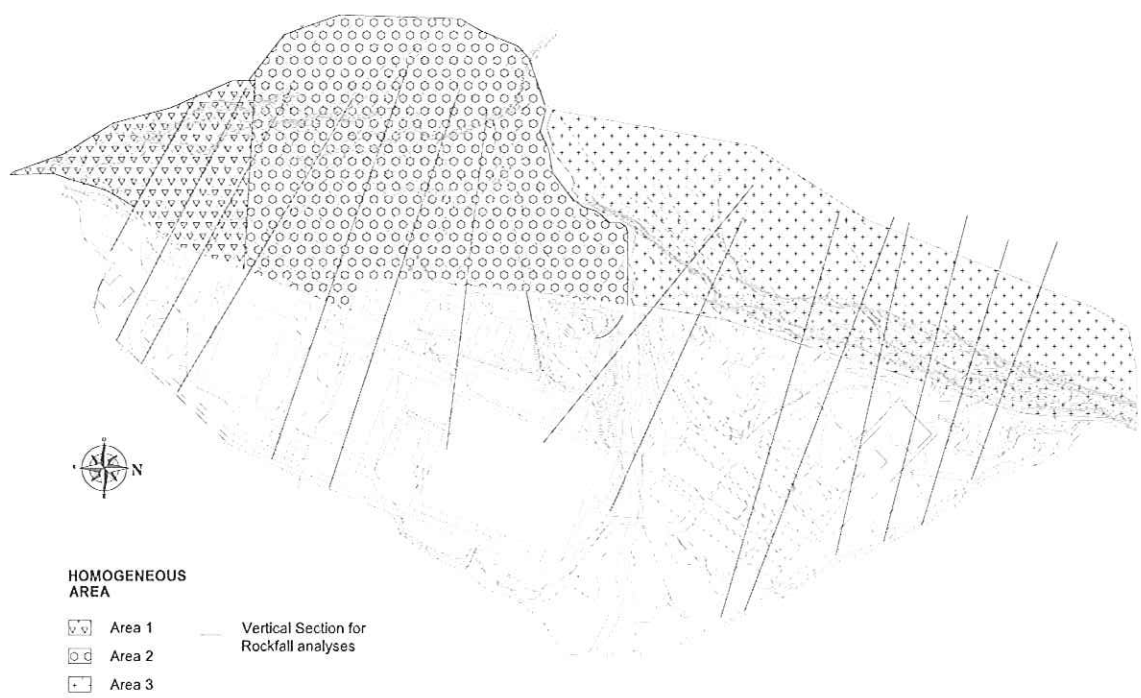 N
HOMOGENEOUS
AREA
Area 1
Area 2
Area 3
Vertical Section for
Rockfall analyses